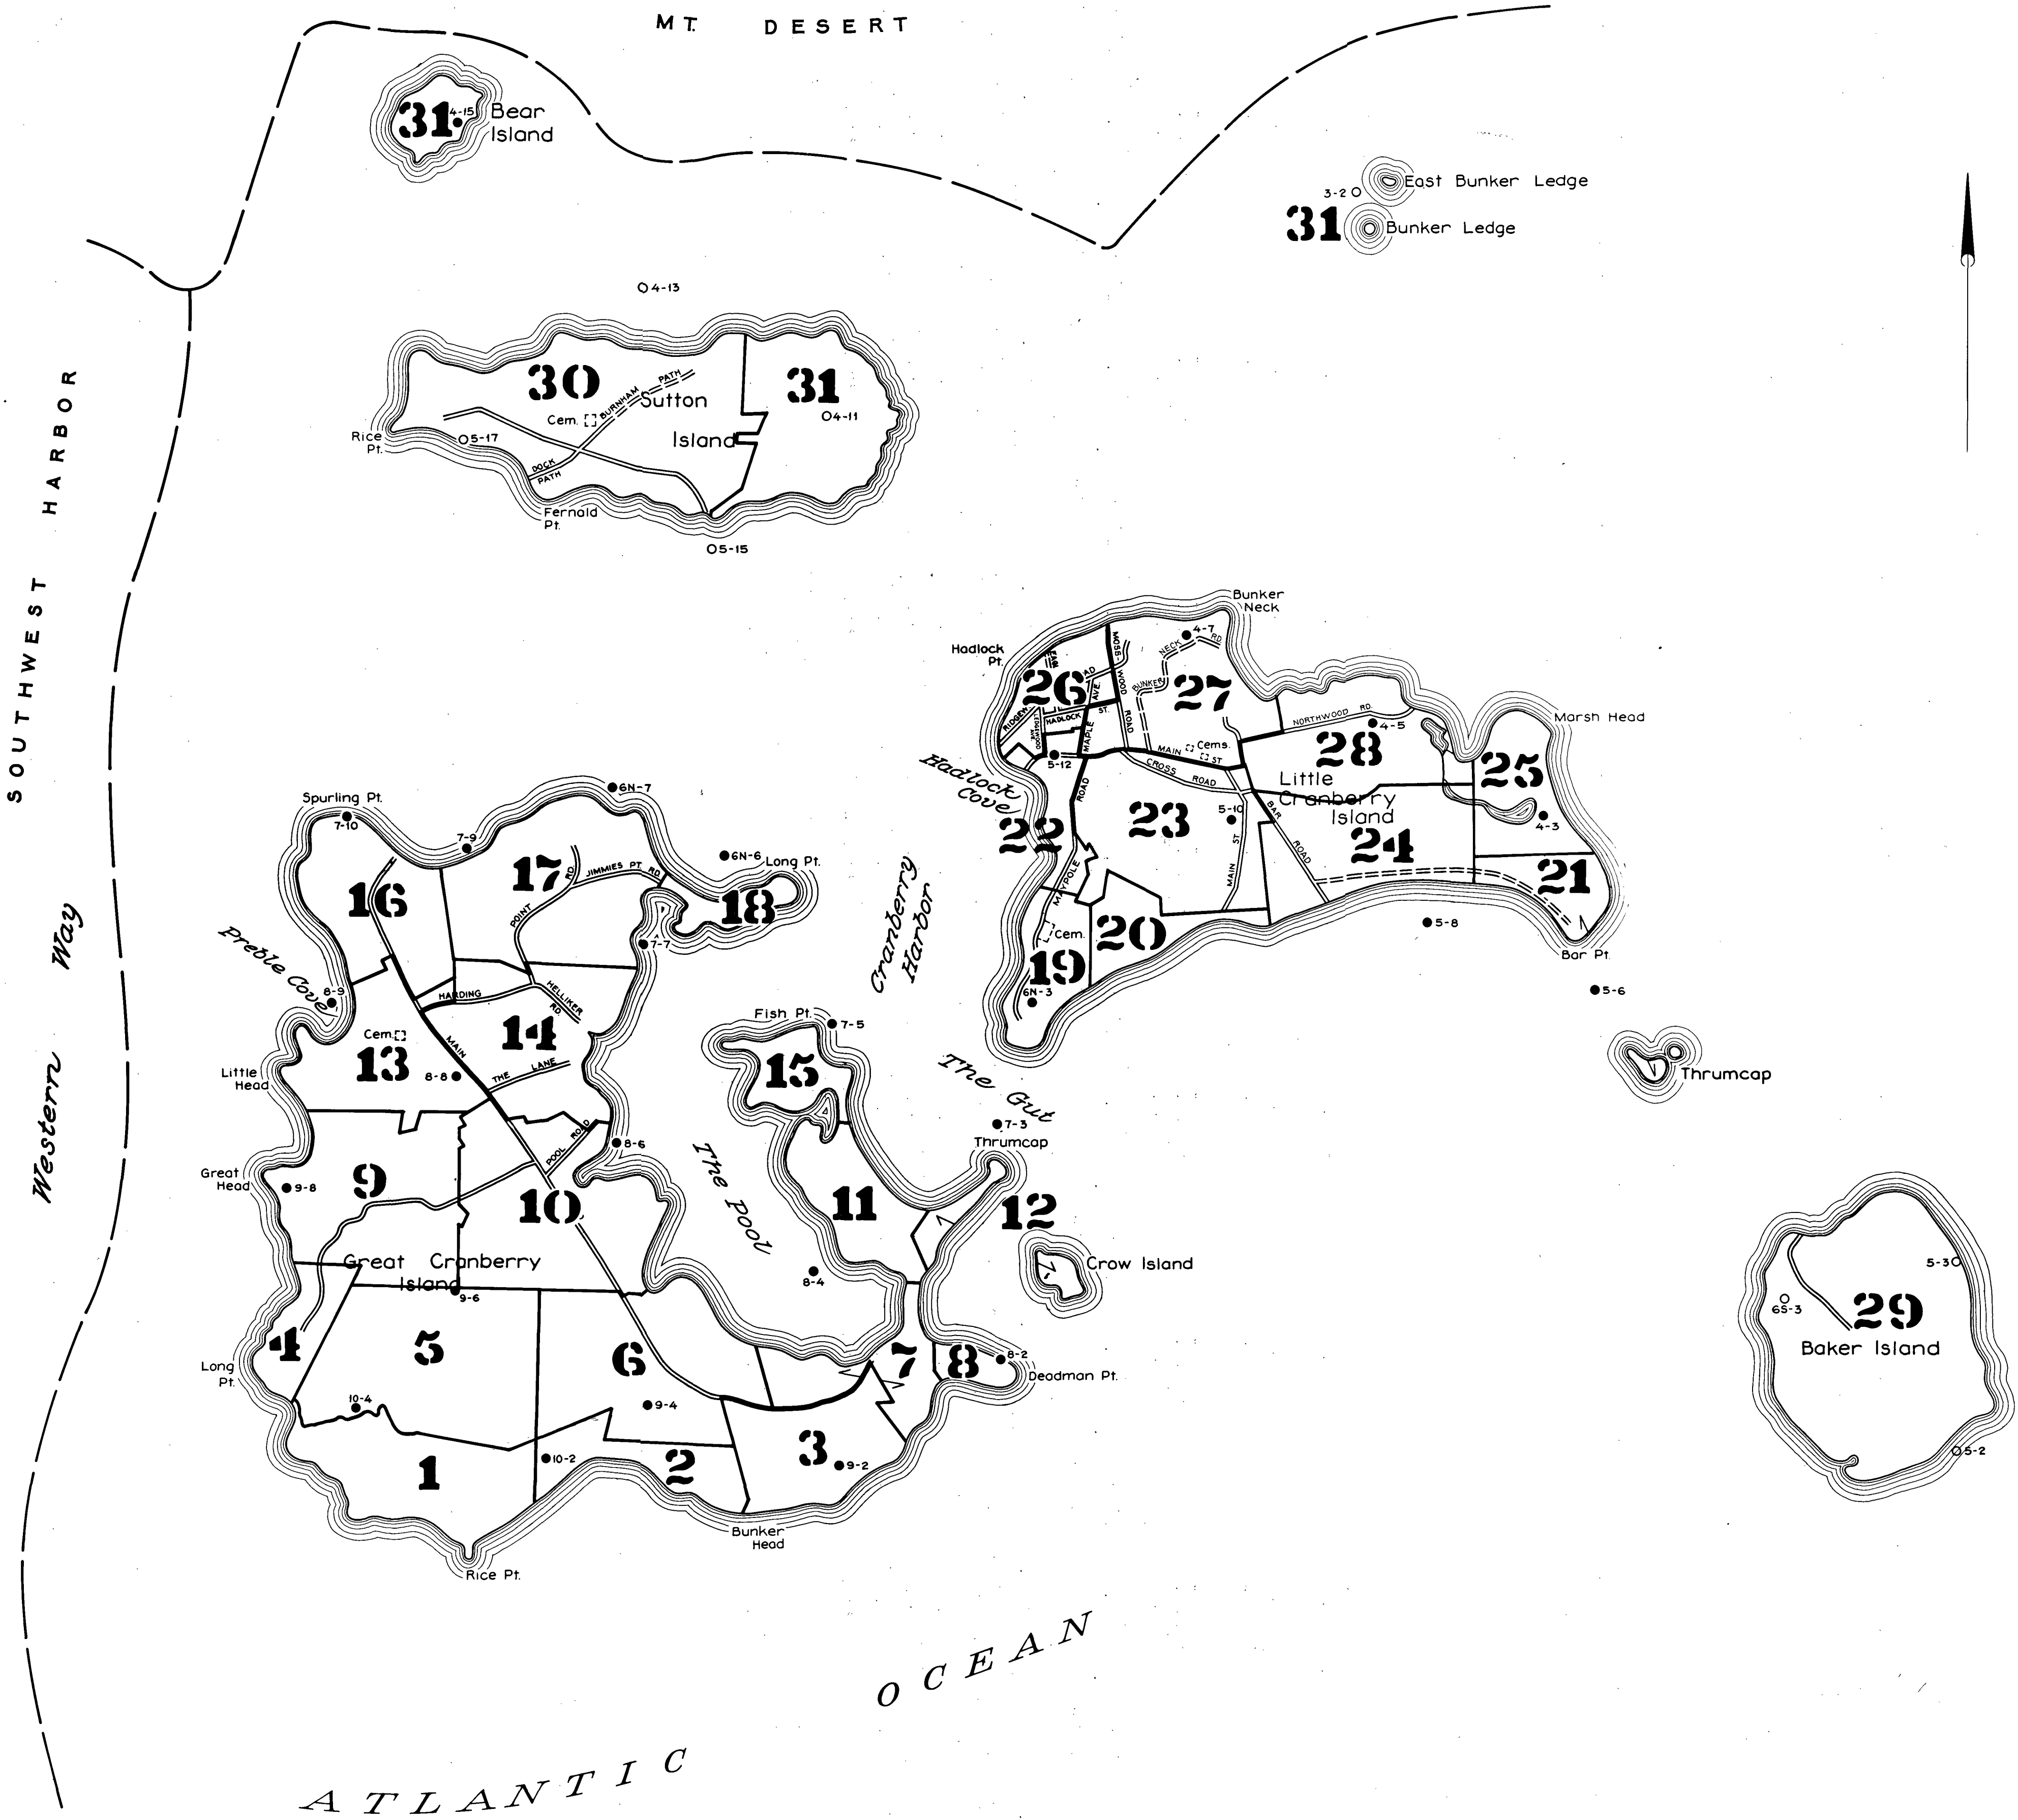 MT. DESERT
31
4-15
Bear
Island
East Bunker Ledge
3-2
31
Bunker Ledge
SOUTHWEST HARBOR
4-13
30
BURNHAM PATH
Sutton
Island
31
4-11
Cem.
Rice
Pt.
5-17
DOCK
PATH
Fernald
Pt.
5-15
Bunker
Neck
4-7
Hadlock
Pt.
MOSS-WOOD ROAD
BUNKER NECK RD
26
27
AVE.
HADLOCK ST.
MAPLE
NORTHWOOD RD.
4-5
Marsh Head
MAIN ST
Cems.
5-12
CROSS ROAD
28
Little
Cranberry
Island
25
4-3
Hadlock
Cove
ROAD
22
23
5-10
BAR ROAD
24
21
MAIN ST
MAYPOLE
20
Cem.
19
6N-3
5-8
Bar Pt.
5-6
Thrumcap
6N-7
Spurling Pt.
7-10
7-9
6N-6
Long Pt.
17
JIMMIES PT RD
16
POINT RD
18
7-7
Cranberry
Harbor
Western Way
Preble Cove
8-9
HARDING
HELLIKER
RD.
14
Cem.
13
MAIN
8-8
THE LANE
Little
Head
Fish Pt.
7-5
15
The Gut
7-3
Thrumcap
POOL ROAD
8-6
The Pool
Great
Head
9-8
9
10
11
12
Crow Island
8-4
Great Cranberry
Island
9-6
4
5
6
7
8
8-2
Deadman Pt.
Long
Pt.
10-4
9-4
1
10-2
2
3
9-2
Bunker
Head
Rice Pt.
5-3
6S-3
29
Baker Island
5-2
ATLANTIC OCEAN